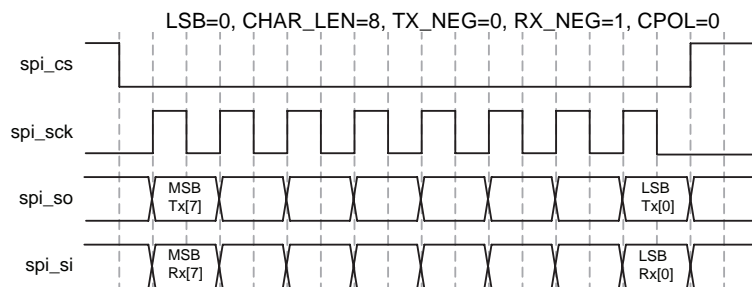 LSB=0, CHAR_LEN=8, TX_NEG=0, RX_NEG=1, CPOL=0
spi_cs
spi_sck
spi_so
MSB
Tx[7]
LSB
Tx[0]
spi_si
MSB
Rx[7]
LSB
Rx[0]